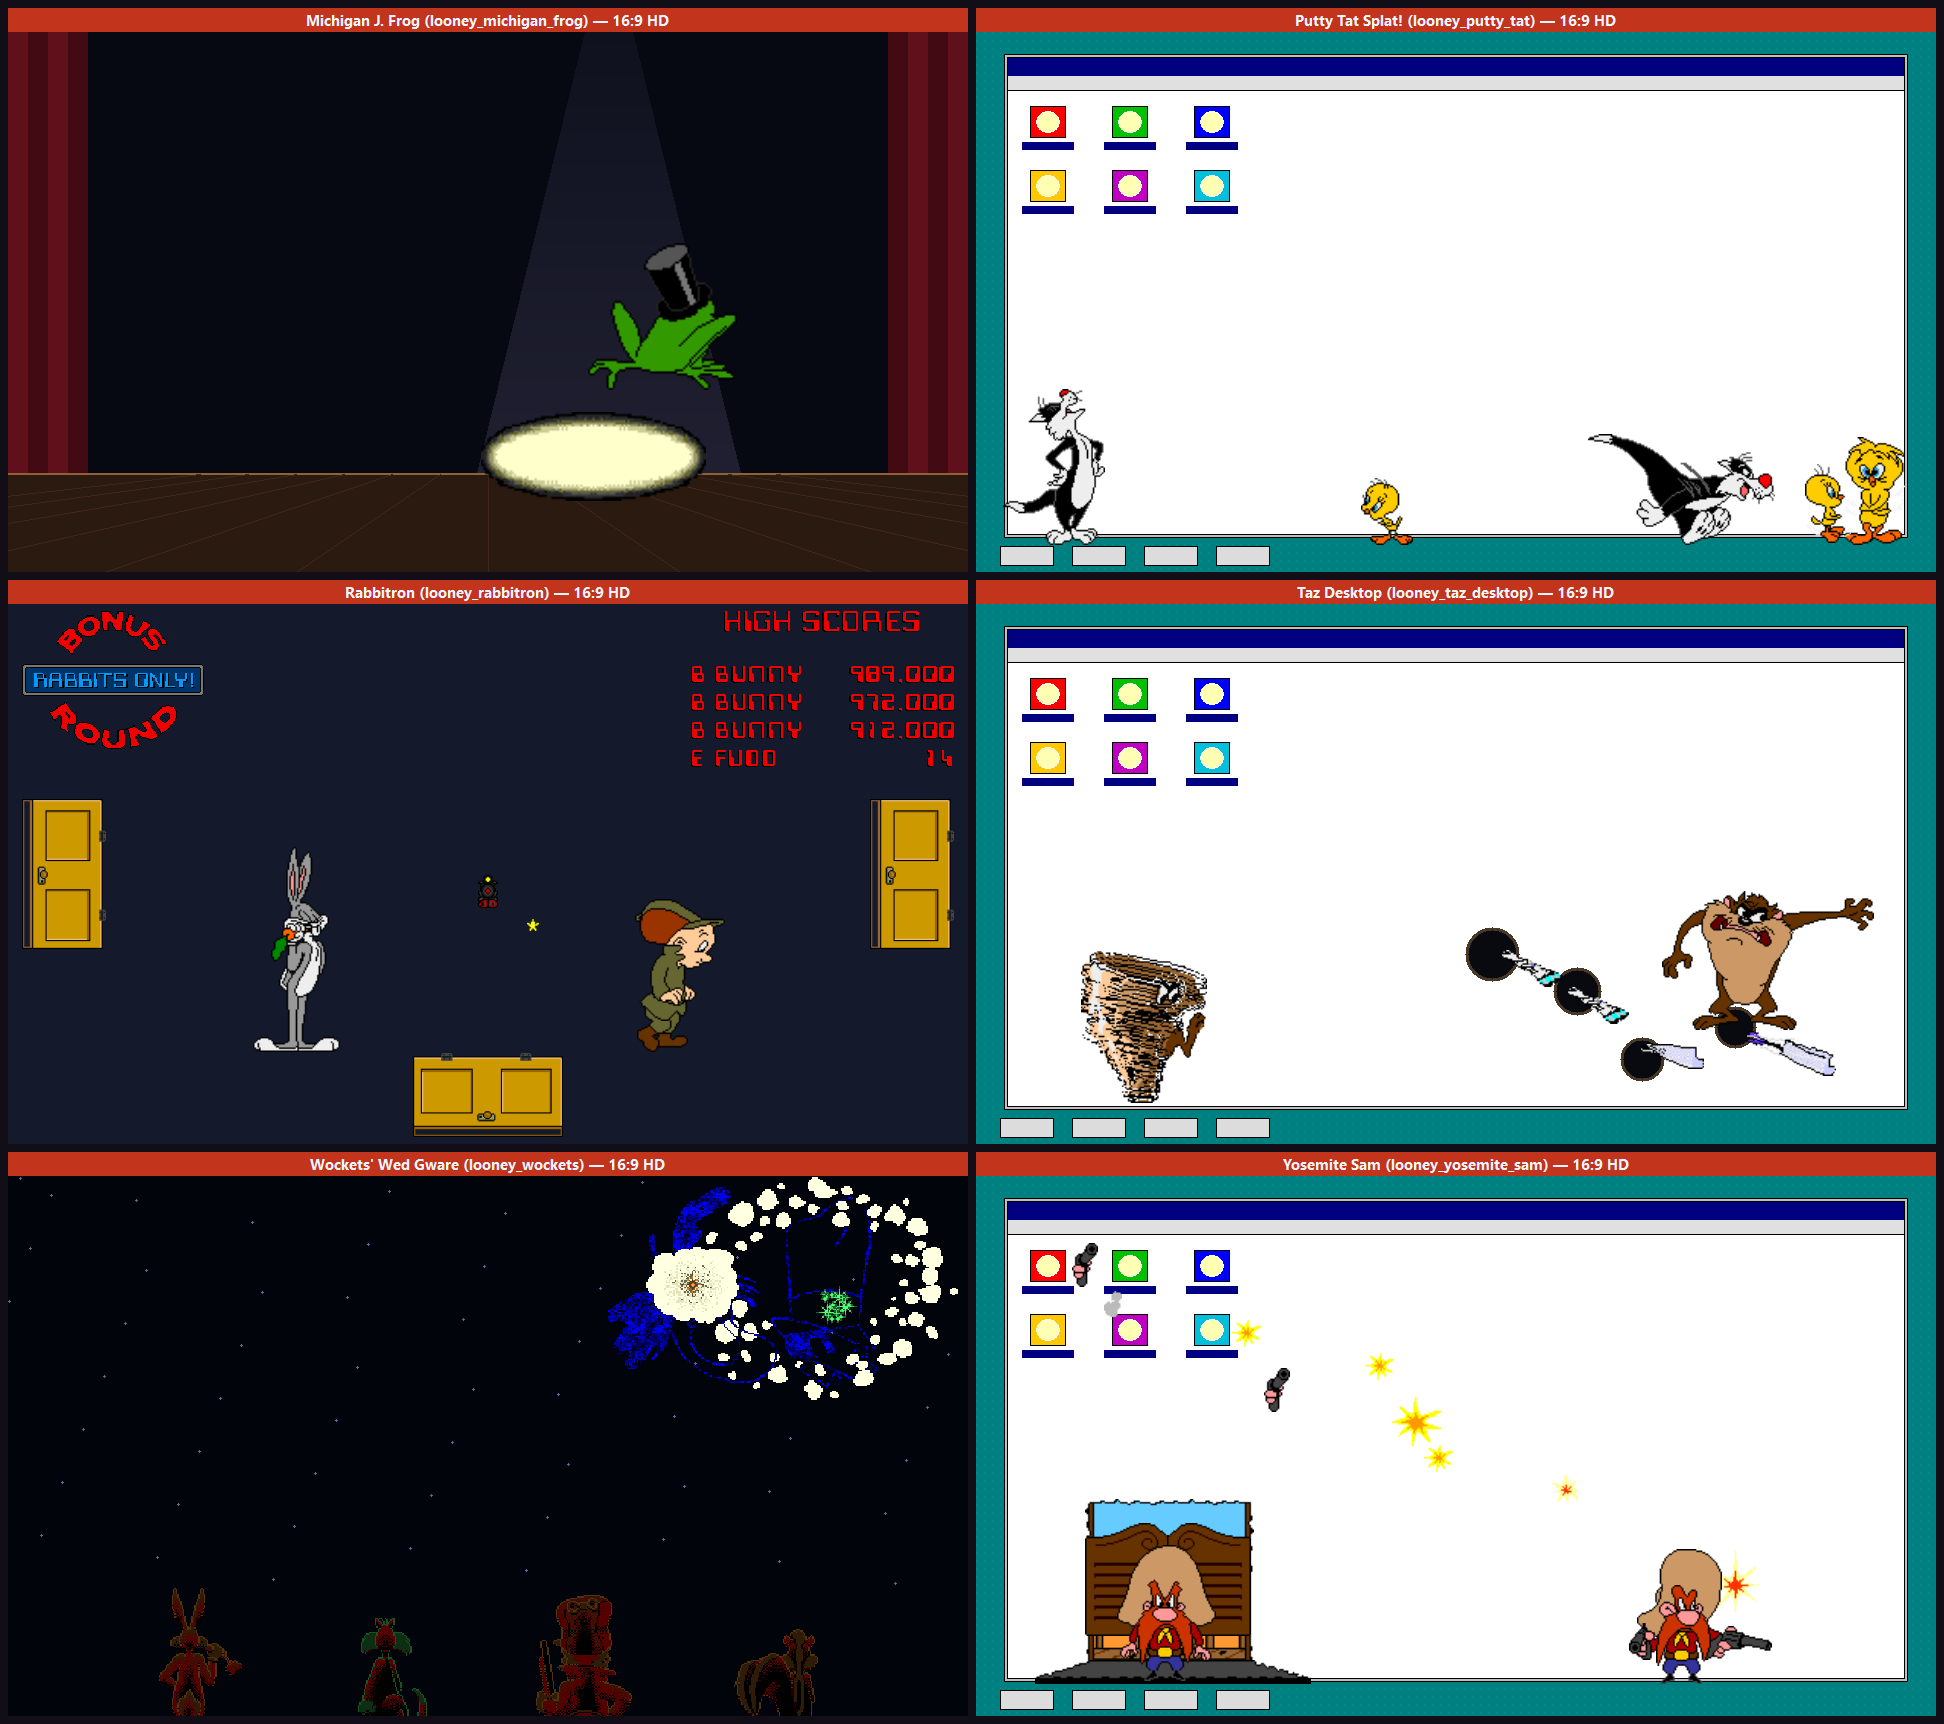 Michigan J. Frog (looney_michigan_frog) — 16:9 HD
Putty Tat Splat! (looney_putty_tat) — 16:9 HD
Rabbitron (looney_rabbitron) — 16:9 HD
BONUS
RABBITS ONLY!
ROUND
HIGH SCORES
B BUNNY 989,000
B BUNNY 972,000
B BUNNY 912,000
E FUDD 14
Taz Desktop (looney_taz_desktop) — 16:9 HD
Wockets' Wed Gware (looney_wockets) — 16:9 HD
Yosemite Sam (looney_yosemite_sam) — 16:9 HD